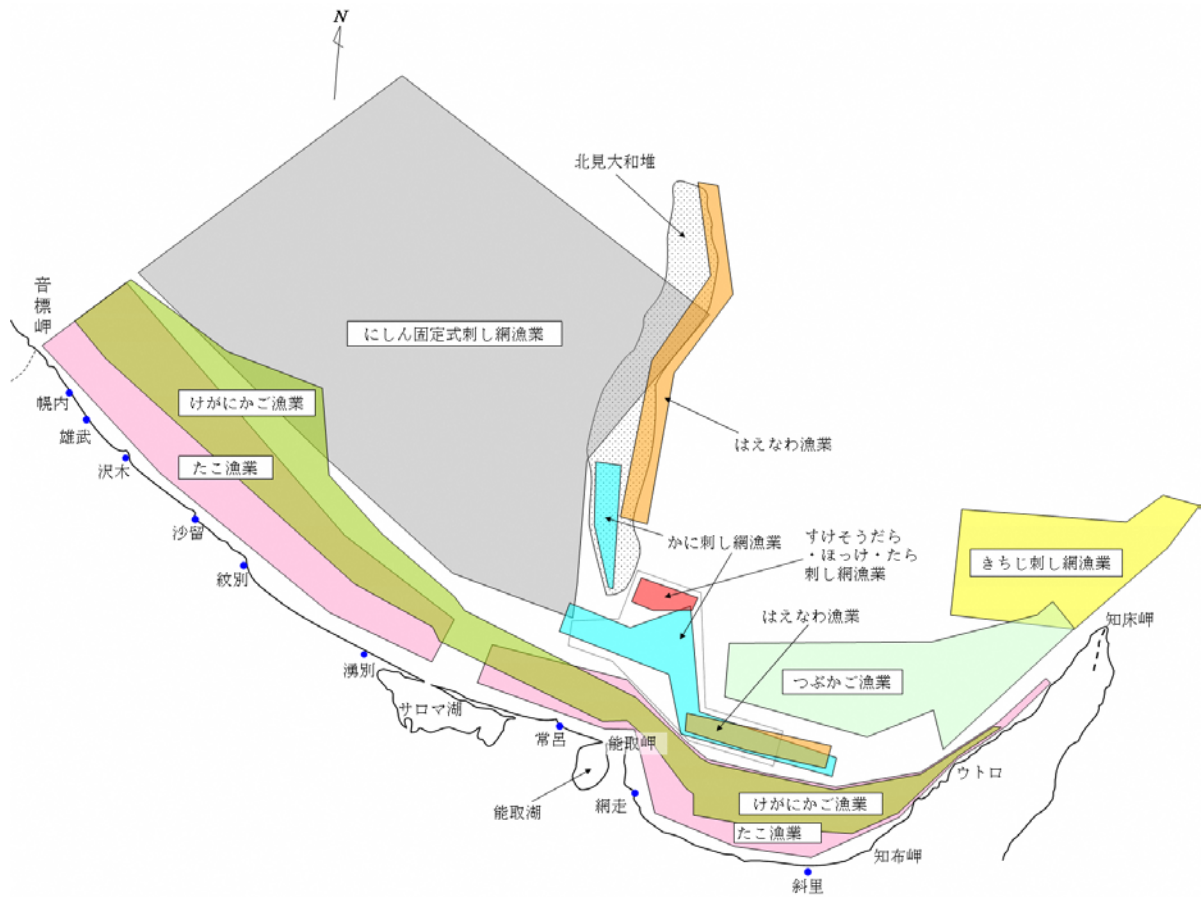 N
北見大和堆
音標岬
にしん固定式刺し網漁業
幌内
けがにかご漁業
雄武
はえなわ漁業
沢木
たこ漁業
沙留
かに刺し網漁業
すけそうだら
・ほっけ・たら
刺し網漁業
きちじ刺し網漁業
紋別
はえなわ漁業
知床岬
湧別
つぶかご漁業
サロマ湖
常呂
能取岬
ウトロ
能取湖
網走
けがにかご漁業
たこ漁業
知布岬
斜里